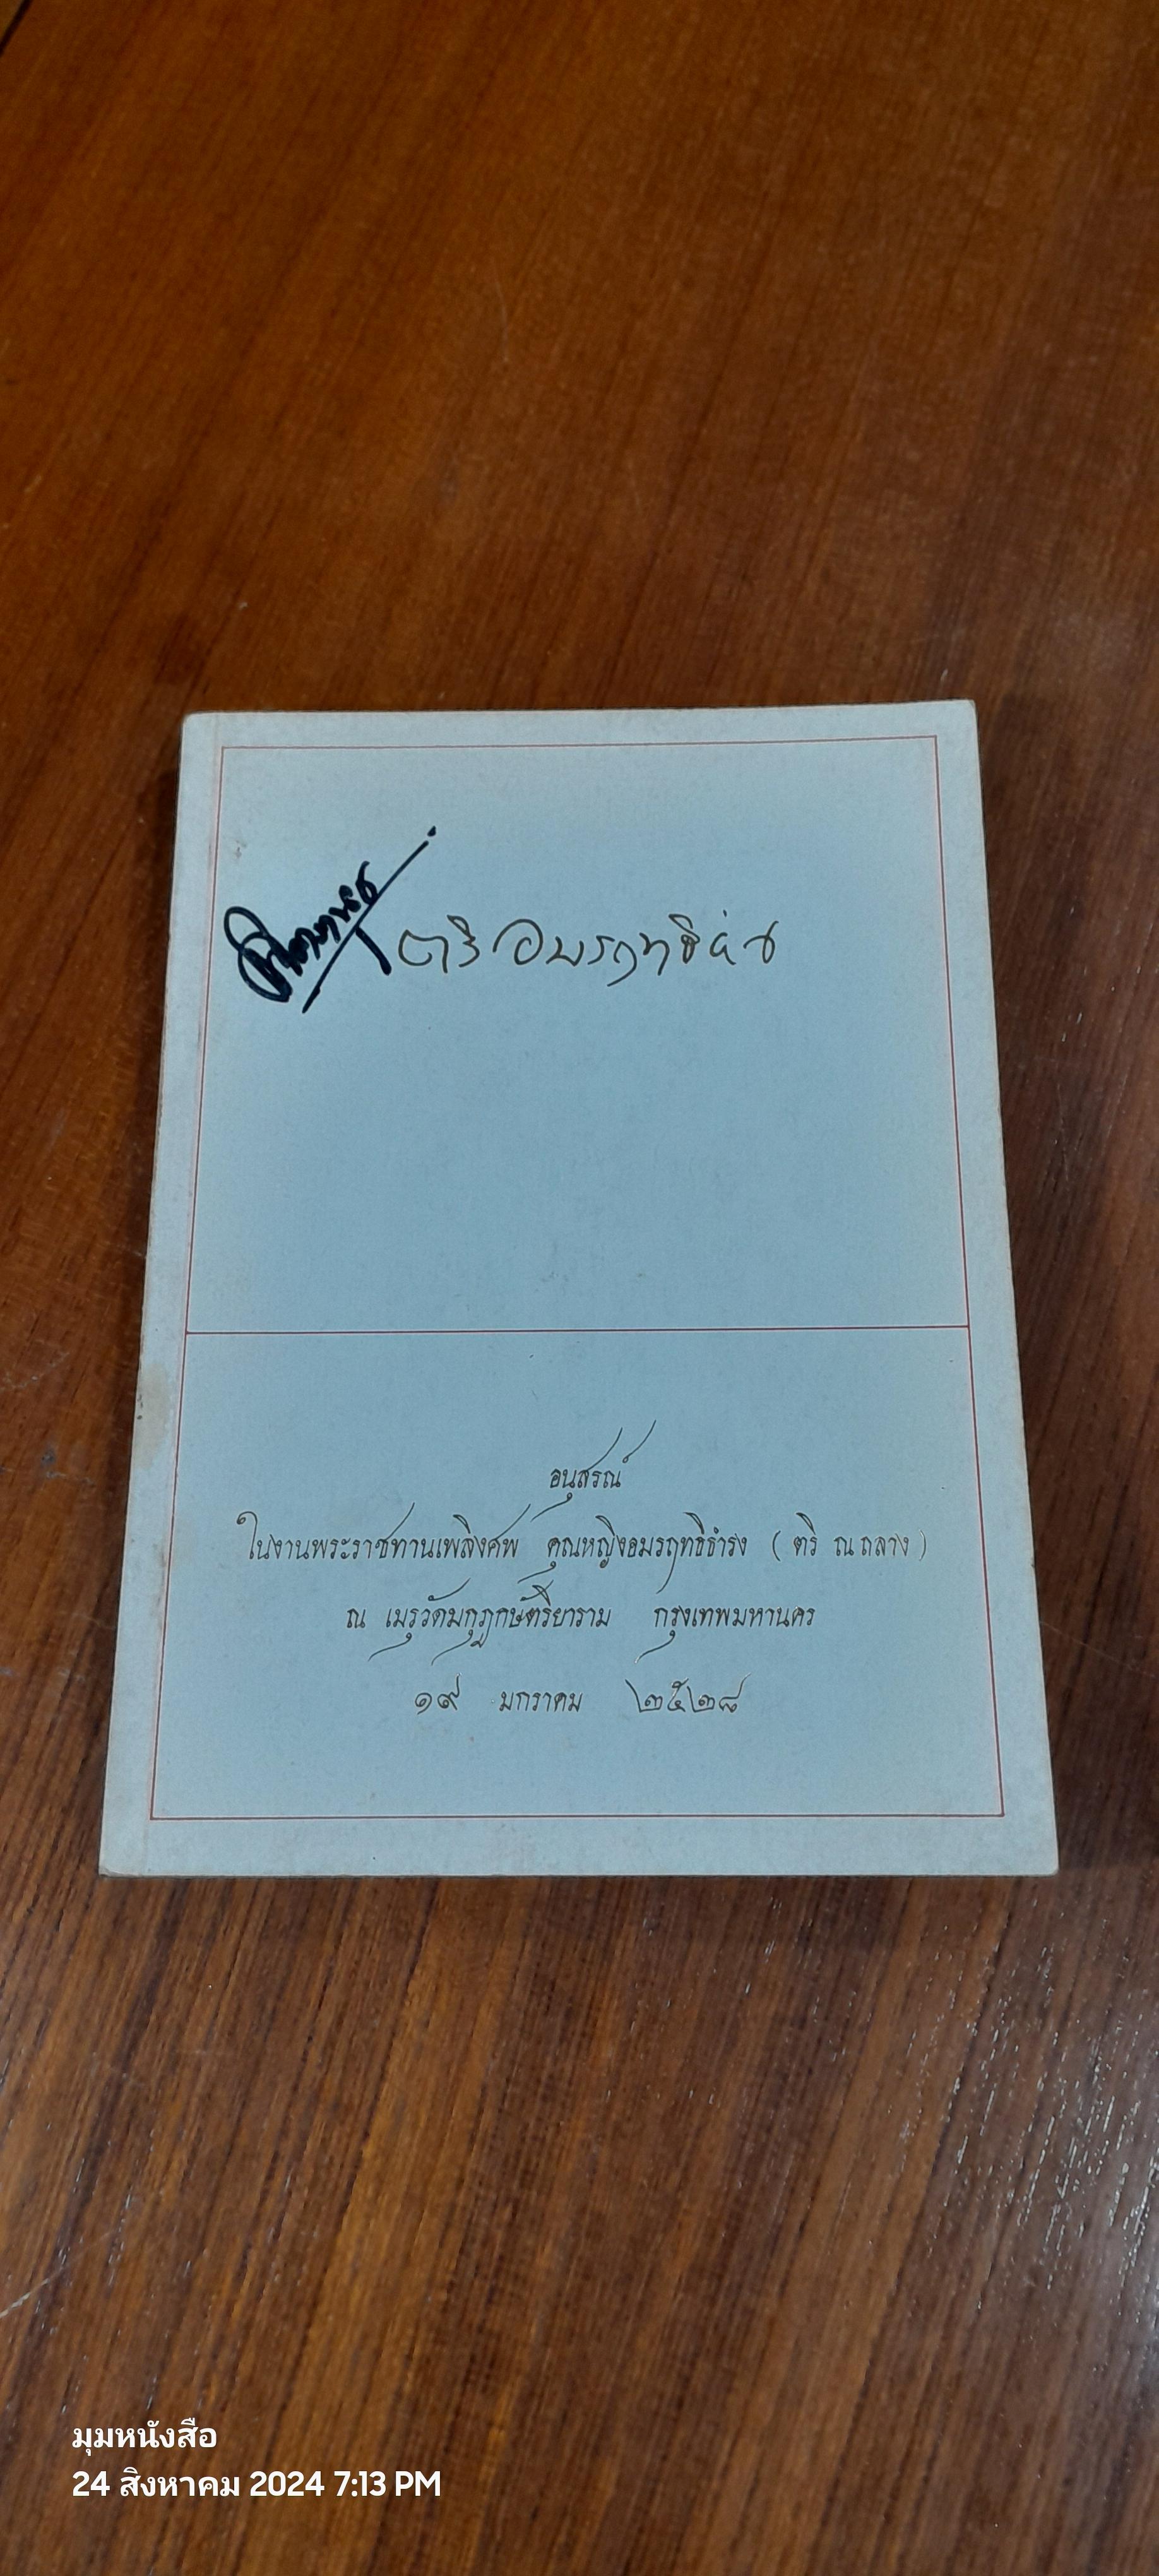 ตริ อมรฤทธิธำรง
อนุสรณ์
ในงานพระราชทานเพลิงศพ คุณหญิงอมรฤทธิธำรง ( ตริ ณ ถลาง )
ณ เมรุวัดมกุฎกษัตริยาราม กรุงเทพมหานคร
๑๙ มกราคม ๒๕๒๘
มุมหนังสือ
24 สิงหาคม 2024 7:13 PM